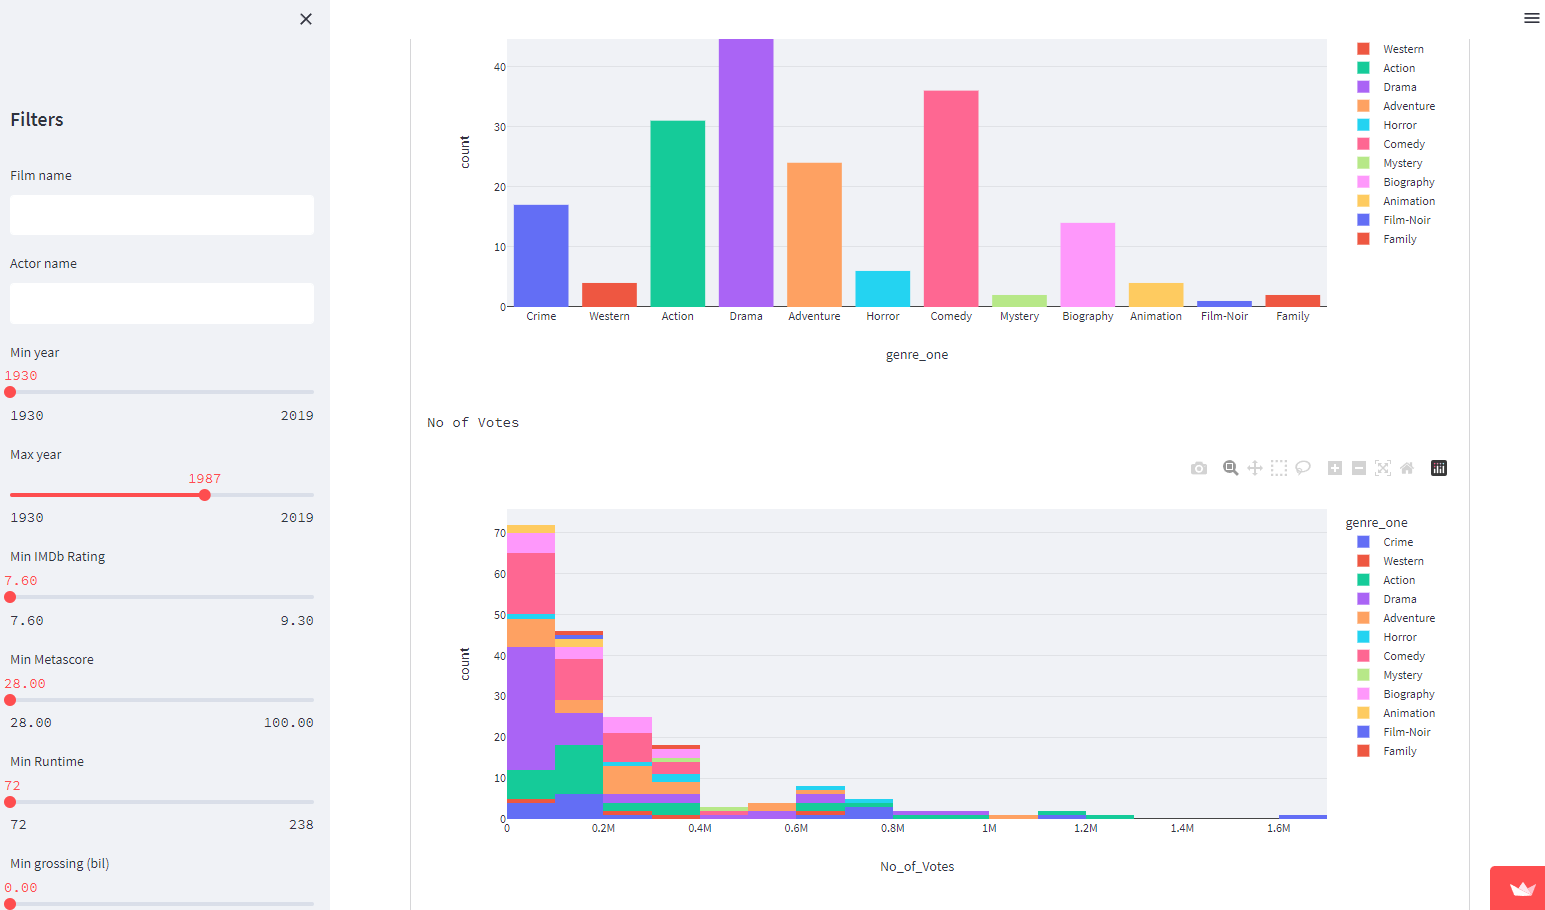 Filters
Film name
Actor name
Min year
1930
1930 2019
Max year
1987
1930 2019
Min IMDb Rating
7.60
7.60 9.30
Min Metascore
28.00
28.00 100.00
Min Runtime
72
72 238
Min grossing (bil)
0.00
40
30
20
10
0
count
Crime Western Action Drama Adventure Horror Comedy Mystery Biography Animation Film-Noir Family
genre_one
Western
Action
Drama
Adventure
Horror
Comedy
Mystery
Biography
Animation
Film-Noir
Family
No of Votes
70
60
50
40
30
20
10
0
count
0 0.2M 0.4M 0.6M 0.8M 1M 1.2M 1.4M 1.6M
No_of_Votes
genre_one
Crime
Western
Action
Drama
Adventure
Horror
Comedy
Mystery
Biography
Animation
Film-Noir
Family